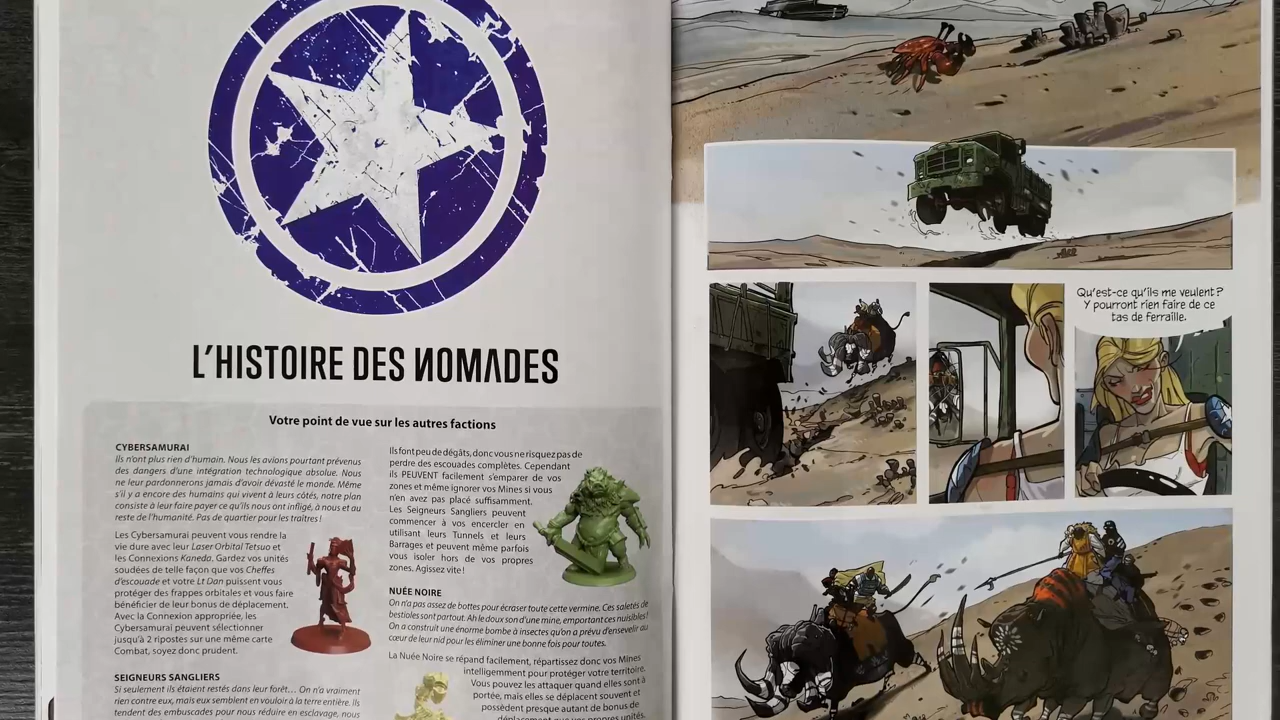 L'HISTOIRE DES NOMADES
Votre point de vue sur les autres factions
CYBERSAMURAI
Ils n'ont plus rien d'humain. Nous les avions pourtant prévenus
des dangers d'une intégration technologique absolue. Nous
ne leur pardonnerons jamais d'avoir dévasté le monde. Même
s'il y a encore des humains qui vivent à leurs côtés, notre plan
consiste à leur faire payer ce qu'ils nous ont infligé, à nous et au
reste de l'humanité. Pas de quartier pour les traîtres !
Les Cybersamurai peuvent vous rendre la
vie dure avec leur Laser Orbital Tetsuo et
les Connexions Kaneda. Gardez vos unités
soudées de telle façon que vos Cheffes
d'escouade et votre Lt Dan puissent vous
protéger des frappes orbitales et vous faire
bénéficier de leur bonus de déplacement.
Avec la Connexion appropriée, les
Cybersamurai peuvent sélectionner
jusqu'à 2 ripostes sur une même carte
Combat, soyez donc prudent.
SEIGNEURS SANGLIERS
Si seulement ils étaient restés dans leur forêt... On n'a vraiment
rien contre eux, mais eux semblent en vouloir à la terre entière. Ils
tendent des embuscades pour nous réduire en esclavage, nous
Ils font peu de dégâts, donc vous ne risquez pas de
perdre des escouades complètes. Cependant
ils PEUVENT facilement s'emparer de vos
zones et même ignorer vos Mines si vous
n'en avez pas placé suffisamment.
Les Seigneurs Sangliers peuvent
commencer à vos encercler en
utilisant leurs Tunnels et leurs
Barrages et peuvent même parfois
vous isoler hors de vos propres
zones. Agissez vite !
NUÉE NOIRE
On n'a pas assez de bottes pour écraser toute cette vermine. Ces saletés de
bestioles sont partout. Ah le doux son d'une mine, emportant ces nuisibles !
On a construit une énorme bombe à insectes qu'on a prévu d'ensevelir au
cœur de leur nid pour les éliminer une bonne fois pour toutes.
La Nuée Noire se répand facilement, répartissez donc vos Mines
intelligemment pour protéger votre territoire.
Vous pouvez les attaquer quand elles sont à
portée, mais elles se déplacent souvent et
possèdent presque autant de bonus de
déplacement que vos propres unités.
Qu'est-ce qu'ils me veulent ?
Y pourront rien faire de ce
tas de ferraille.